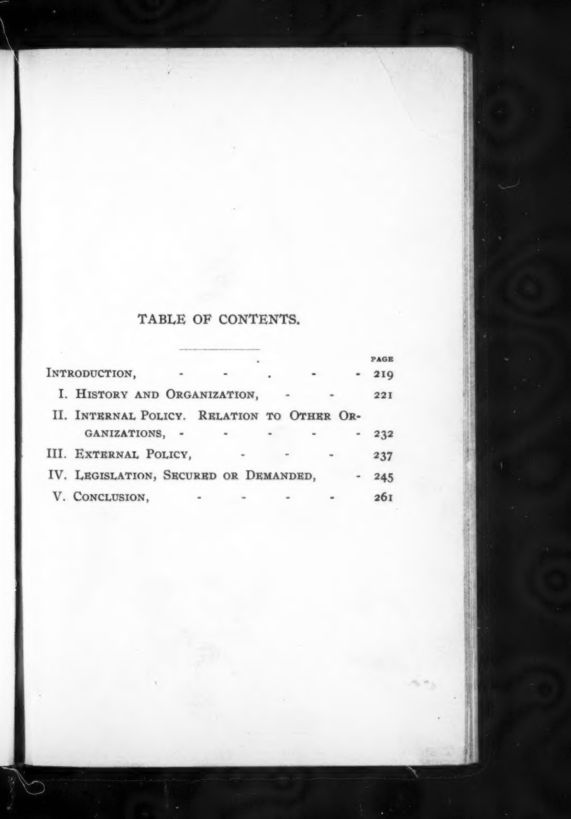 TABLE OF CONTENTS.
PAGE
INTRODUCTION, - - . - - 219
I. HISTORY AND ORGANIZATION, - - 221
II. INTERNAL POLICY. RELATION TO OTHER OR-
GANIZATIONS, - - - - - 232
III. EXTERNAL POLICY, - - - 237
IV. LEGISLATION, SECURED OR DEMANDED, - 245
V. CONCLUSION, - - - - 261